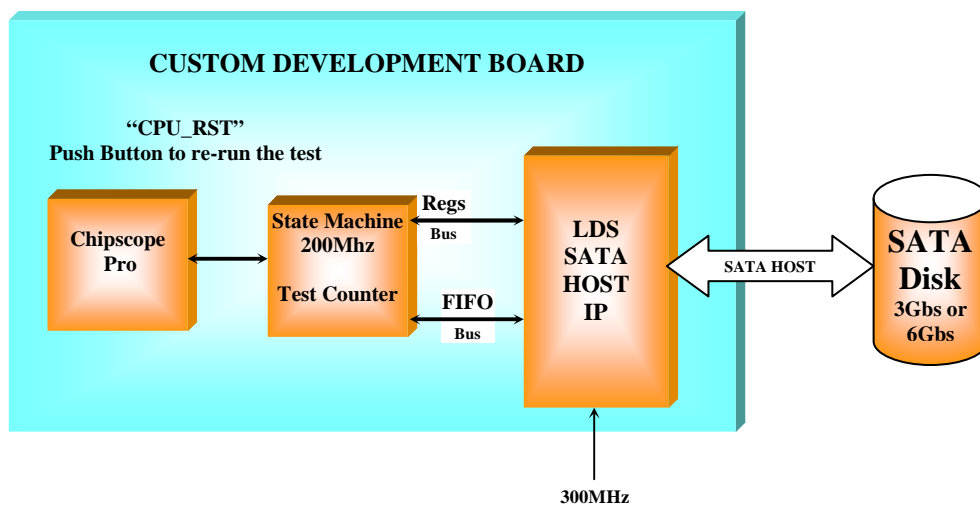 CUSTOM DEVELOPMENT BOARD
“CPU_RST”
Push Button to re-run the test
Chipscope
Pro
State Machine
200Mhz
Test Counter
Regs
Bus
FIFO
Bus
LDS
SATA
HOST
IP
SATA HOST
SATA
Disk
3Gbs or
6Gbs
300MHz